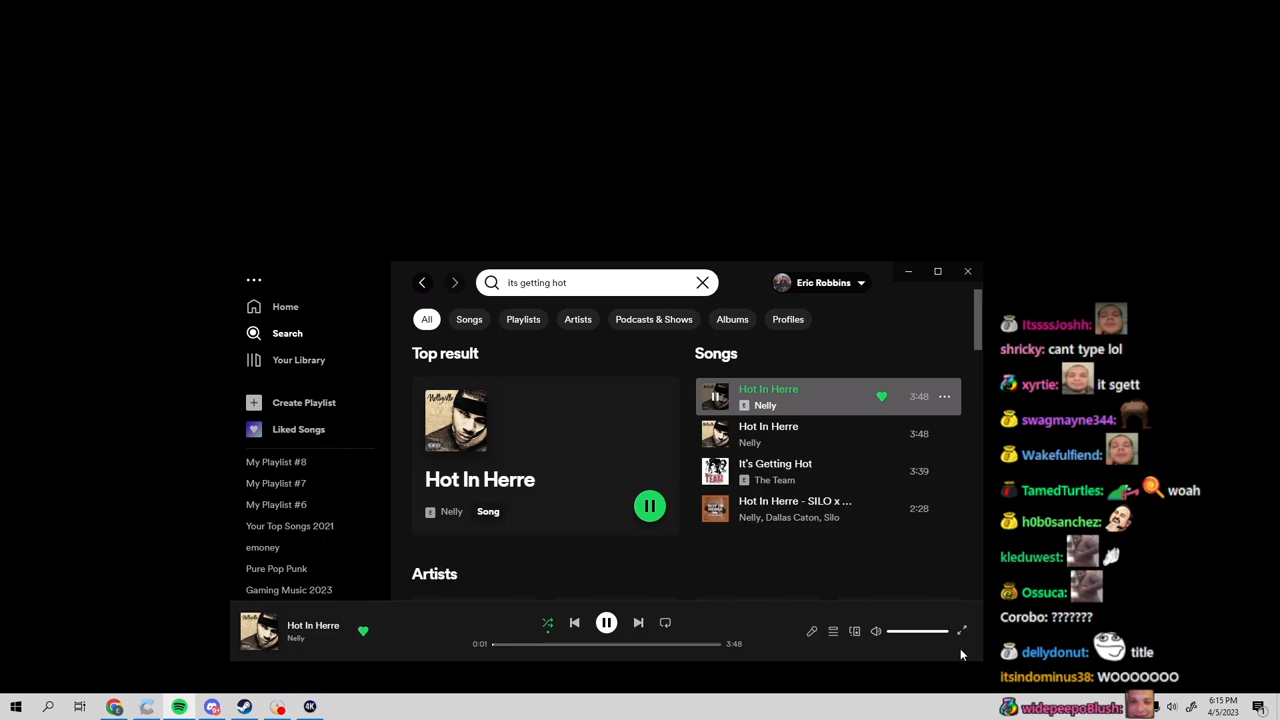 its getting hot
Eric Robbins
Home
Search
Your Library
Create Playlist
Liked Songs
My Playlist #8
My Playlist #7
My Playlist #6
Your Top Songs 2021
emoney
Pure Pop Punk
Gaming Music 2023
All
Songs
Playlists
Artists
Podcasts & Shows
Albums
Profiles
Top result
Hot In Herre
E Nelly
Song
Songs
Hot In Herre
E Nelly
3:48
Hot In Herre
Nelly
3:48
It's Getting Hot
E The Team
3:39
Hot In Herre - SILO x ...
Nelly, Dallas Caton, Silo
2:28
Artists
Hot In Herre
Nelly
0:01
3:48
ItssssJoshh:
shricky: cant type lol
xyrtie: it sgett
swagmayne344:
Wakefulfiend:
TamedTurtles: woah
h0b0sanchez:
kleduwest:
Ossuca:
Corobo: ???????
dellydonut: title
itsindominus38: WOOOOOOO
widepeepoBlush:
6:15 PM
4/5/2023